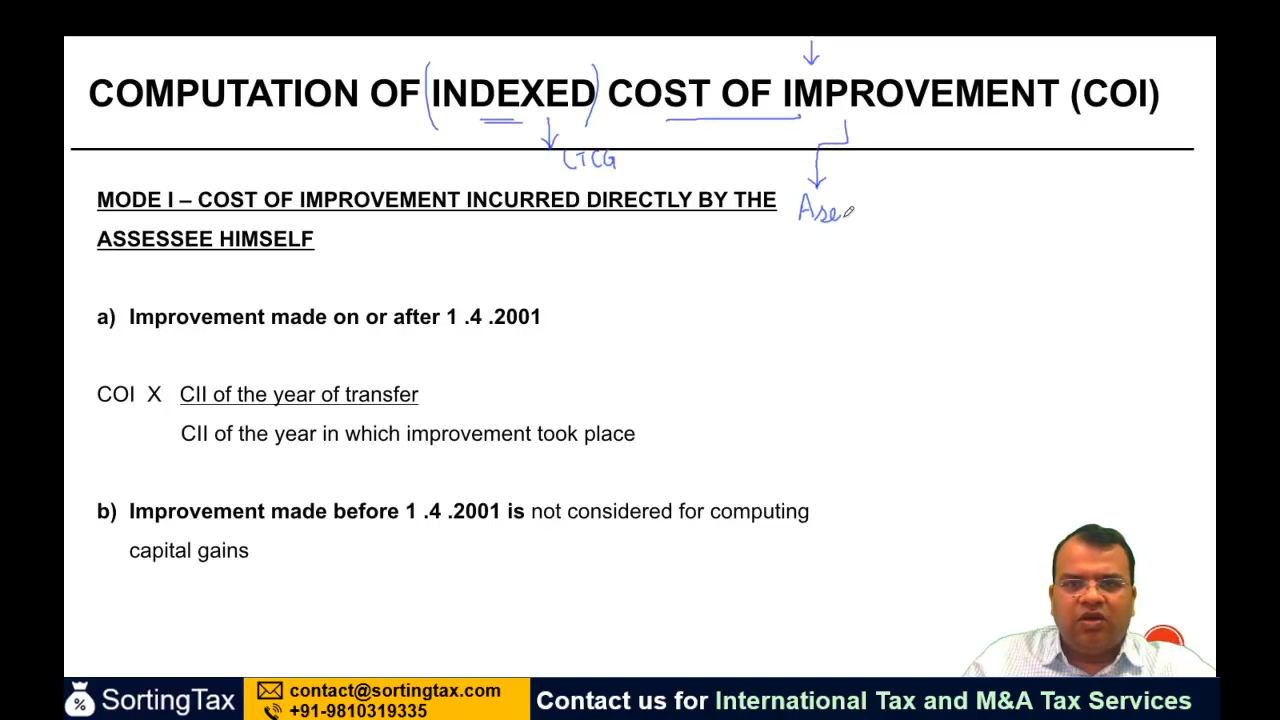 COMPUTATION OF (INDEXED) COST OF IMPROVEMENT (COI)
LTCG
MODE I – COST OF IMPROVEMENT INCURRED DIRECTLY BY THE
Asse
ASSESSEE HIMSELF
a) Improvement made on or after 1 .4 .2001
COI X CII of the year of transfer
CII of the year in which improvement took place
b) Improvement made before 1 .4 .2001 is not considered for computing
capital gains
% SortingTax
contact@sortingtax.com
+91-9810319335
Contact us for International Tax and M&A Tax Services